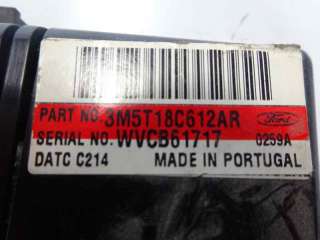 PART NO. 3M5T18C612AR
Ford
SERIAL NO. WVCB61717 0259A
DATC C214 MADE IN PORTUGAL